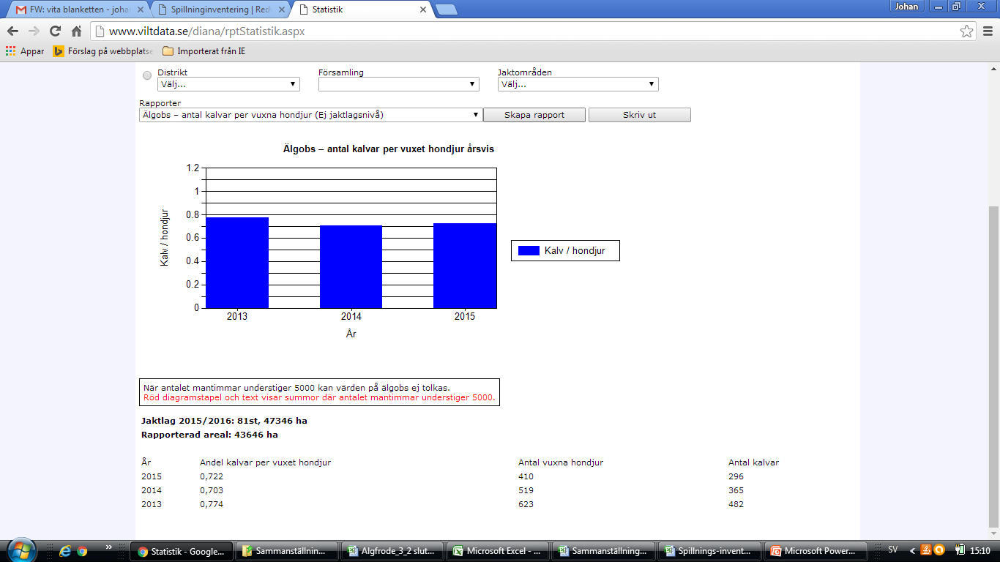 FW: vita blanketten - joha
Spillninginventering | Red
Statistik
Johan
www.viltdata.se/diana/rptStatistik.aspx
Appar
Förslag på webbplatse
Importerat från IE
Distrikt
Församling
Jaktområden
Välj...
Välj...
Rapporter
Älgobs – antal kalvar per vuxna hondjur (Ej jaktlagsnivå)
Skapa rapport
Skriv ut
Älgobs – antal kalvar per vuxet hondjur årsvis
1.2
1
0.8
0.6
0.4
0.2
0
Kalv / hondjur
2013
2014
2015
År
Kalv / hondjur
När antalet mantimmar understiger 5000 kan värden på älgobs ej tolkas.
Röd diagramstapel och text visar summor där antalet mantimmar understiger 5000.
Jaktlag 2015/2016: 81st, 47346 ha
Rapporterad areal: 43646 ha
År Andel kalvar per vuxet hondjur Antal vuxna hondjur Antal kalvar
2015 0,722 410 296
2014 0,703 519 365
2013 0,774 623 482
»
Statistik - Google...
Sammanställnin...
Algfrode_3_2 slut...
Microsoft Excel - ...
Sammanställning...
Spillnings-invent...
Microsoft Power...
SV
15:10